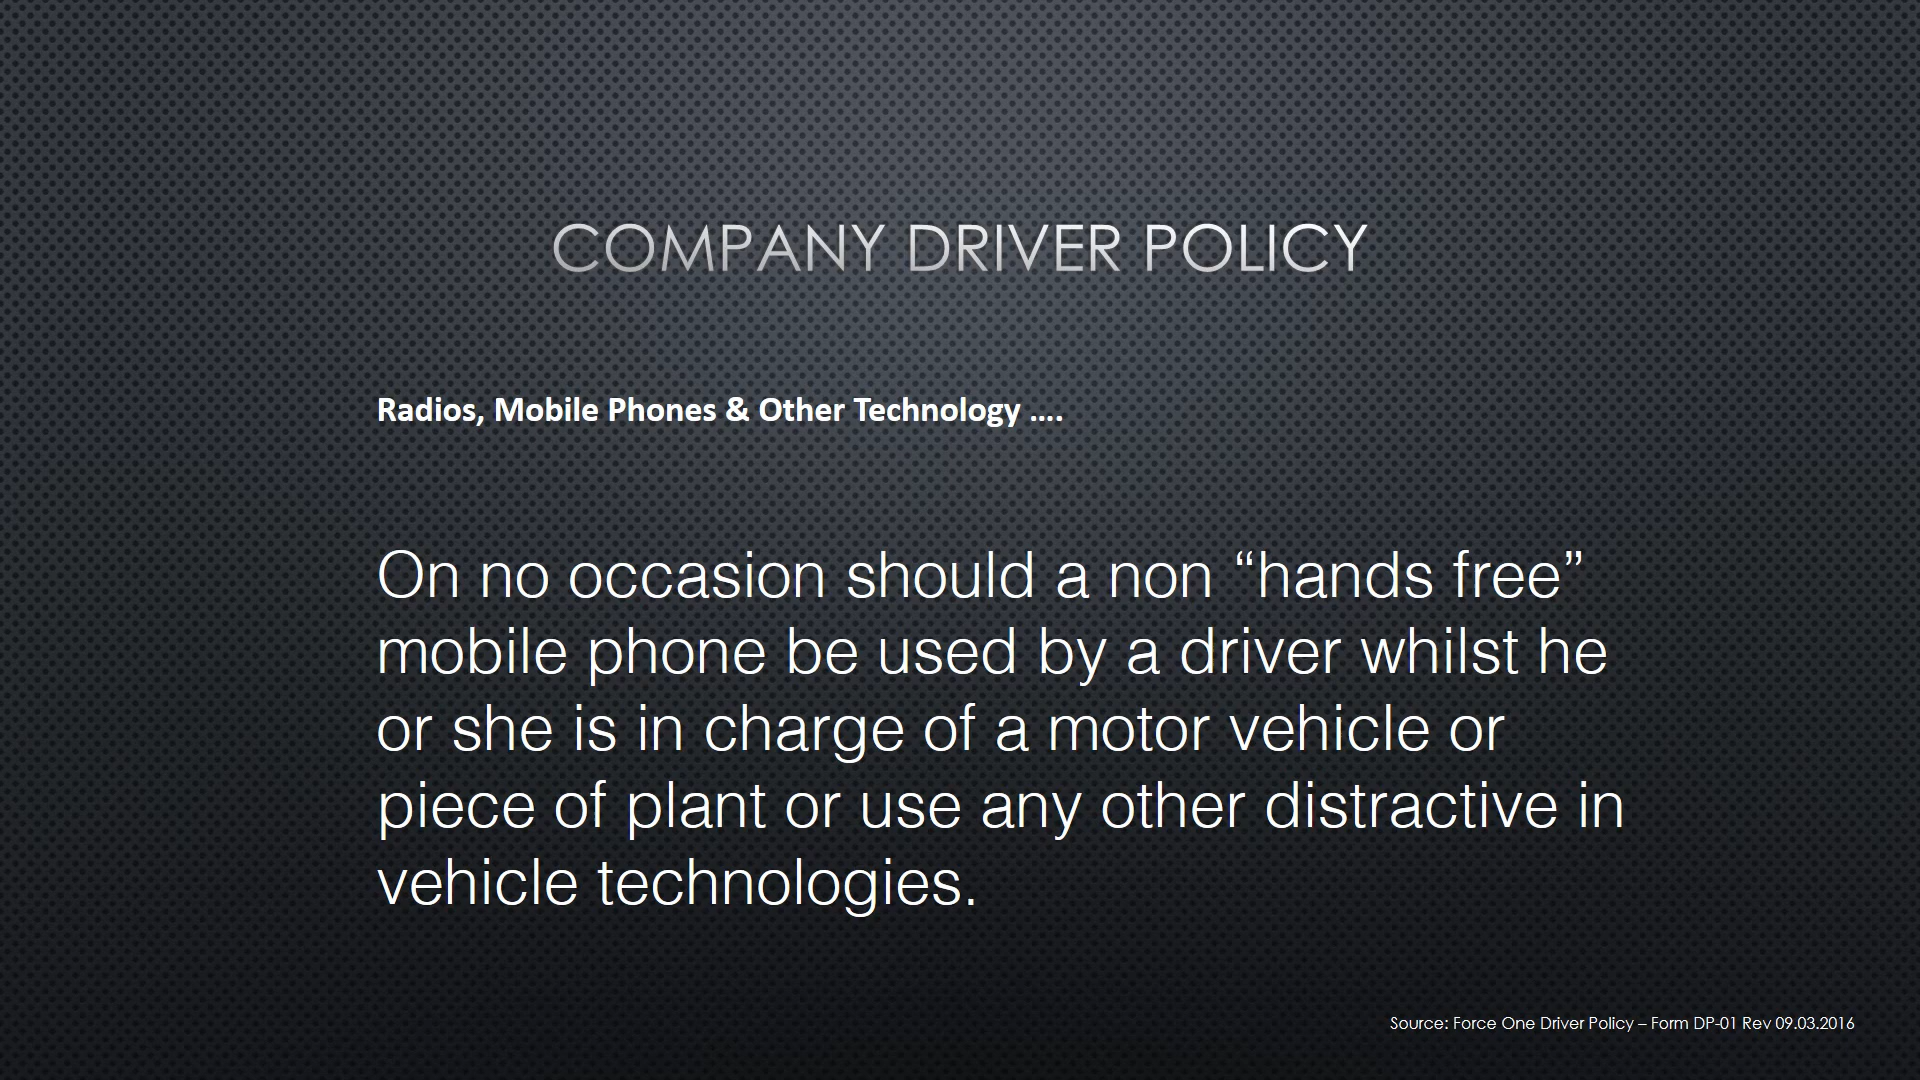 COMPANY DRIVER POLICY
Radios, Mobile Phones & Other Technology ....
On no occasion should a non “hands free”
mobile phone be used by a driver whilst he
or she is in charge of a motor vehicle or
piece of plant or use any other distractive in
vehicle technologies.
Source: Force One Driver Policy – Form DP-01 Rev 09.03.2016